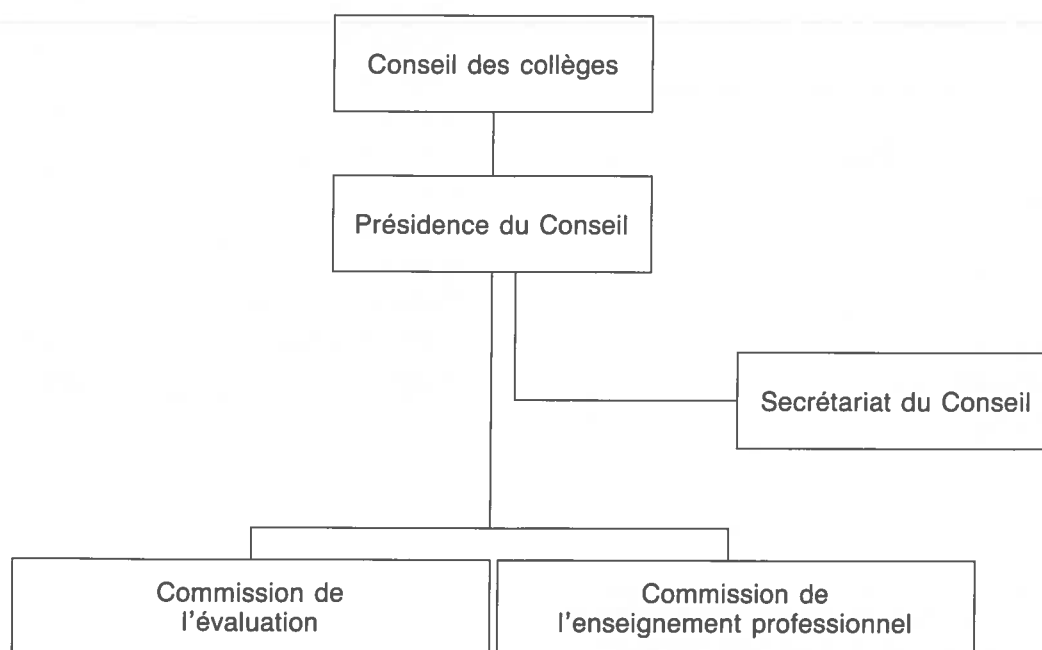 Conseil des collèges
Présidence du Conseil
Secrétariat du Conseil
Commission de
l'évaluation
Commission de
l'enseignement professionnel